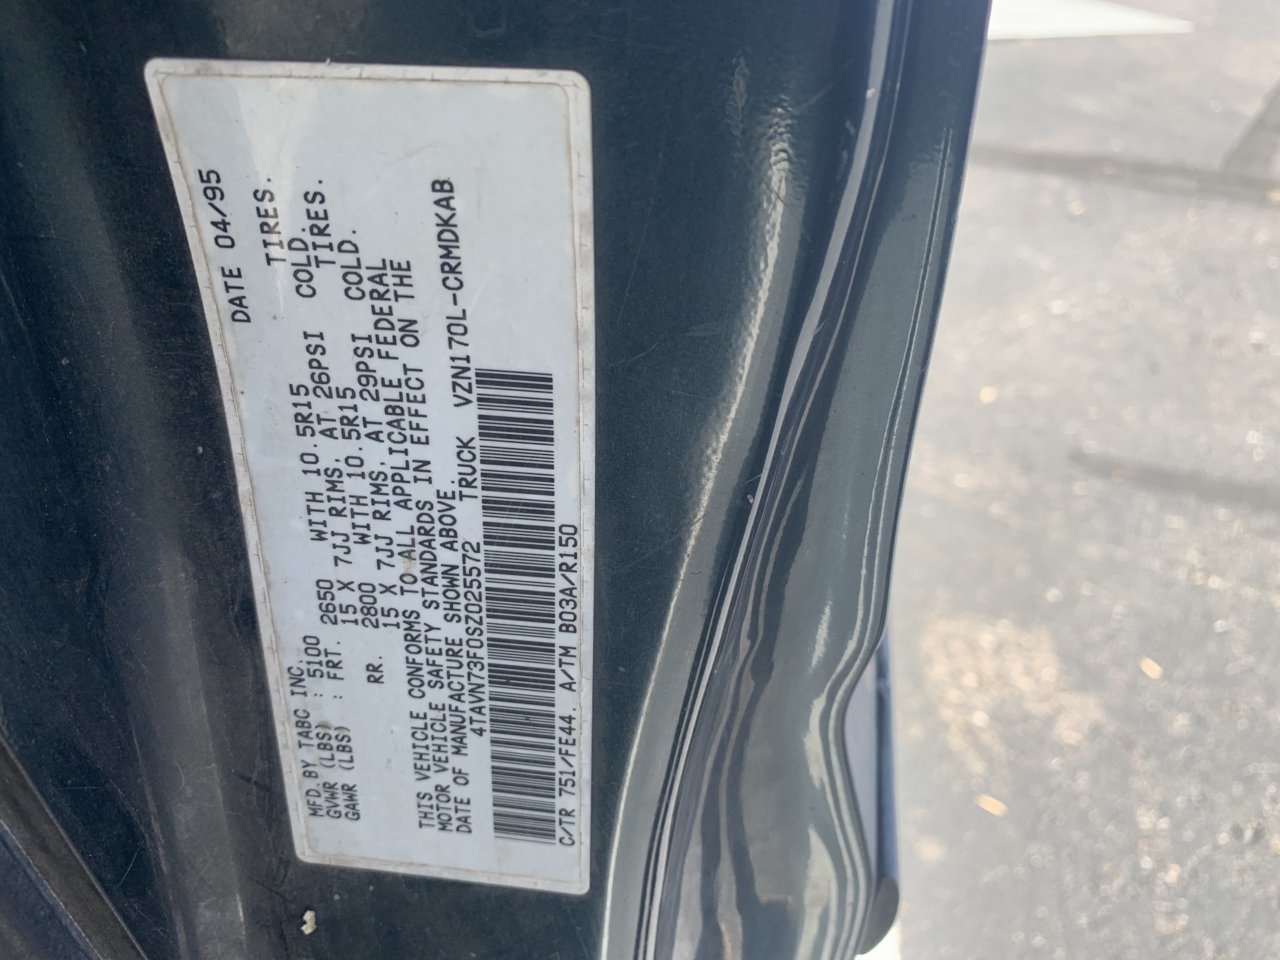 MFD. BY TABC INC. DATE 04/95
GVWR (LBS) : 5100
GAWR (LBS) : FRT. 2650 WITH 10.5R15 TIRES.
15 X 7JJ RIMS, AT 26PSI COLD.
RR. 2800 WITH 10.5R15 TIRES.
15 X 7JJ RIMS, AT 29PSI COLD.
THIS VEHICLE CONFORMS TO ALL APPLICABLE FEDERAL
MOTOR VEHICLE SAFETY STANDARDS IN EFFECT ON THE
DATE OF MANUFACTURE SHOWN ABOVE.
4TAVN73F0SZ025572 TRUCK VZN170L-CRMDKAB
C/TR 751/FE44 A/TM B03A/R150